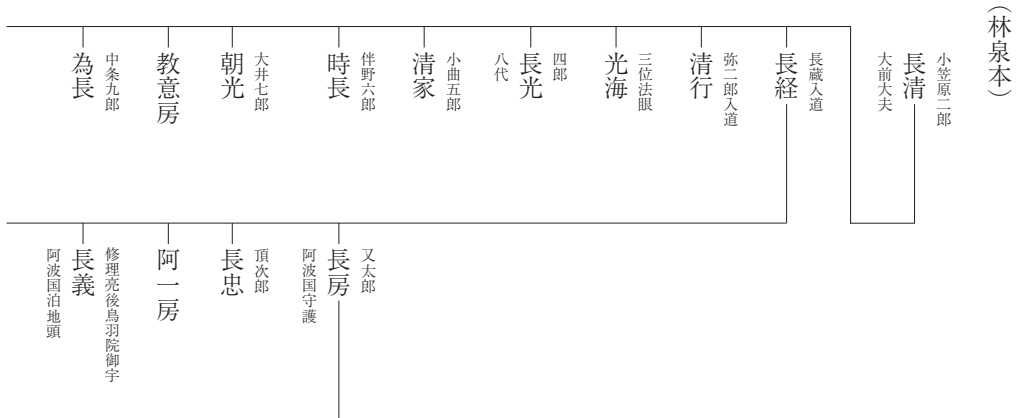 （林泉本）
小笠原二郎
長清
大前大夫
長蔵入道
長経
弥二郎入道
清行
三位法眼
光海
四郎
長光
八代
小曲五郎
清家
伴野六郎
時長
大井七郎
朝光
教意房
中条九郎
為長
又太郎
長房
阿波国守護
頂次郎
長忠
阿一房
修理亮後鳥羽院御宇
長義
阿波国泊地頭